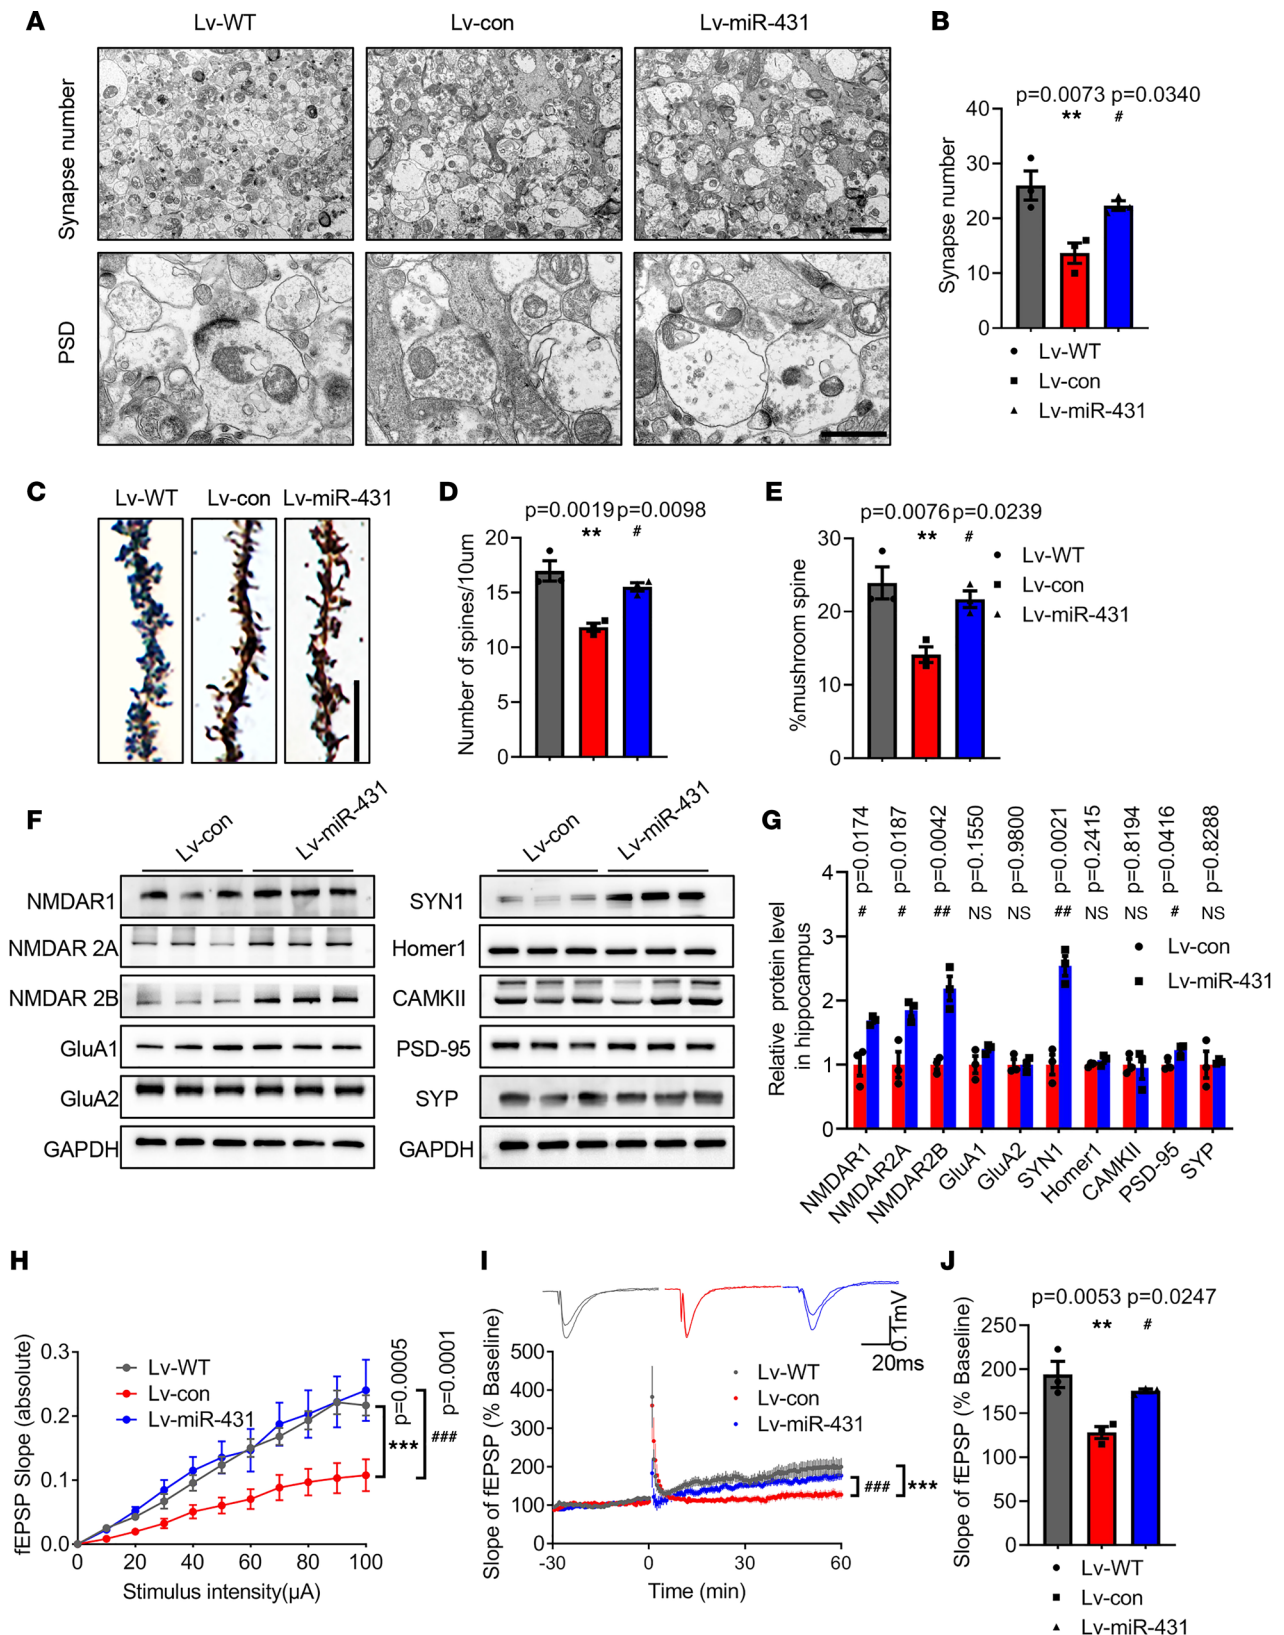 A
Lv-WT
Lv-con
Lv-miR-431
Synapse number
PSD
B
p=0.0073 p=0.0340
** #
Synapse number
40
30
20
10
0
Lv-WT
Lv-con
Lv-miR-431
C
Lv-WT Lv-con Lv-miR-431
D
p=0.0019 p=0.0098
** #
Number of spines/10um
20
15
10
5
0
E
p=0.0076 p=0.0239
** #
%mushroom spine
30
20
10
0
Lv-WT
Lv-con
Lv-miR-431
F
Lv-con
Lv-miR-431
NMDAR1
NMDAR 2A
NMDAR 2B
GluA1
GluA2
GAPDH
Lv-con
Lv-miR-431
SYN1
Homer1
CAMKII
PSD-95
SYP
GAPDH
G
p=0.0174
p=0.0187
p=0.0042
p=0.1550
p=0.9800
p=0.0021
p=0.2415
p=0.8194
p=0.0416
p=0.8288
# # ## NS NS ## NS NS # NS
Relative protein level
in hippocampus
4
3
2
1
0
Lv-con
Lv-miR-431
NMDAR1
NMDAR2A
NMDAR2B
GluA1
GluA2
SYN1
Homer1
CAMKII
PSD-95
SYP
H
fEPSP Slope (absolute)
0.3
0.2
0.1
0.0
0 20 40 60 80 100
Stimulus intensity(μA)
Lv-WT
Lv-con
Lv-miR-431
p=0.0005
p=0.0001
***
###
I
0.1mV
20ms
Slope of fEPSP (% Baseline)
500
400
300
200
100
0
-30 0 30 60
Time (min)
Lv-WT
Lv-con
Lv-miR-431
### ***
J
p=0.0053 p=0.0247
** #
Slope of fEPSP (% Baseline)
250
200
150
100
50
0
Lv-WT
Lv-con
Lv-miR-431